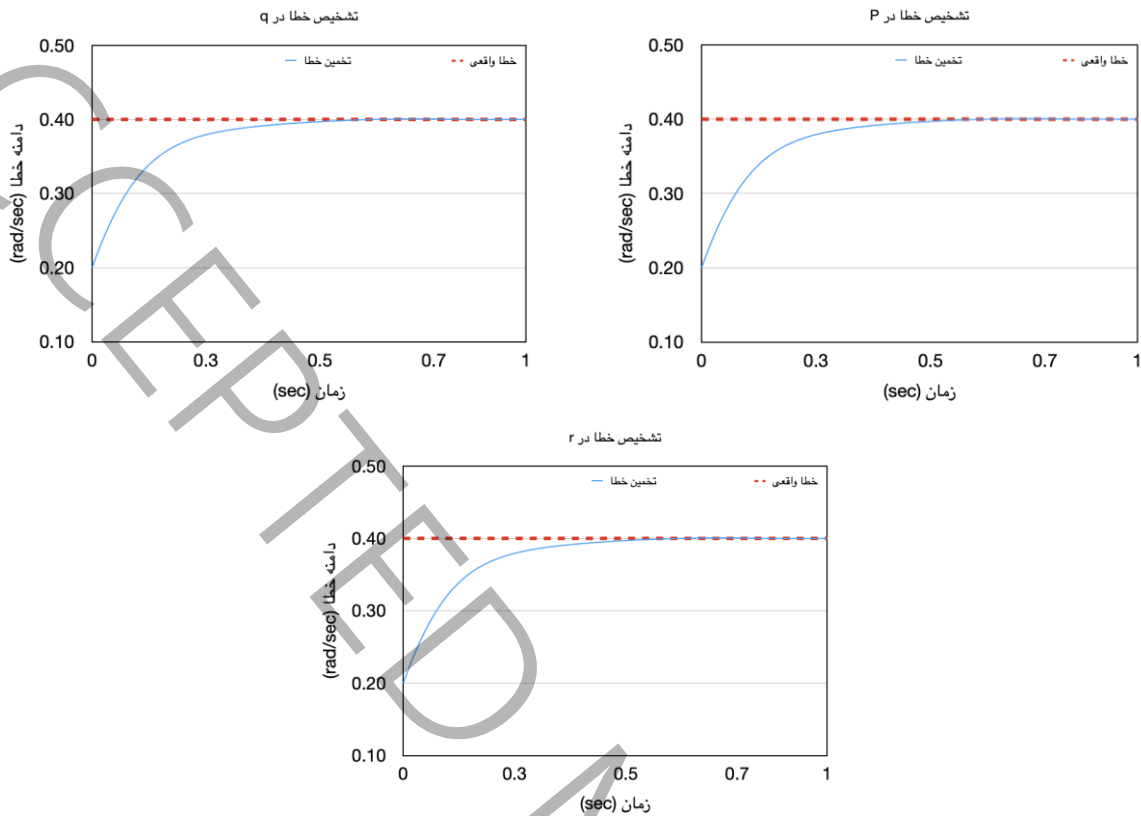 تشخیص خطا در q
تخمین خطا
خطا واقعی
0.50
0.40
0.30
0.20
0.10
دامنه خطا (rad/sec)
0 0.3 0.5 0.7 1
زمان (sec)
تشخیص خطا در P
تخمین خطا
خطا واقعی
0.50
0.40
0.30
0.20
0.10
دامنه خطا (rad/sec)
0 0.3 0.5 0.7 1
زمان (sec)
تشخیص خطا در r
تخمین خطا
خطا واقعی
0.50
0.40
0.30
0.20
0.10
دامنه خطا (rad/sec)
0 0.3 0.5 0.7 1
زمان (sec)
CCEPTED